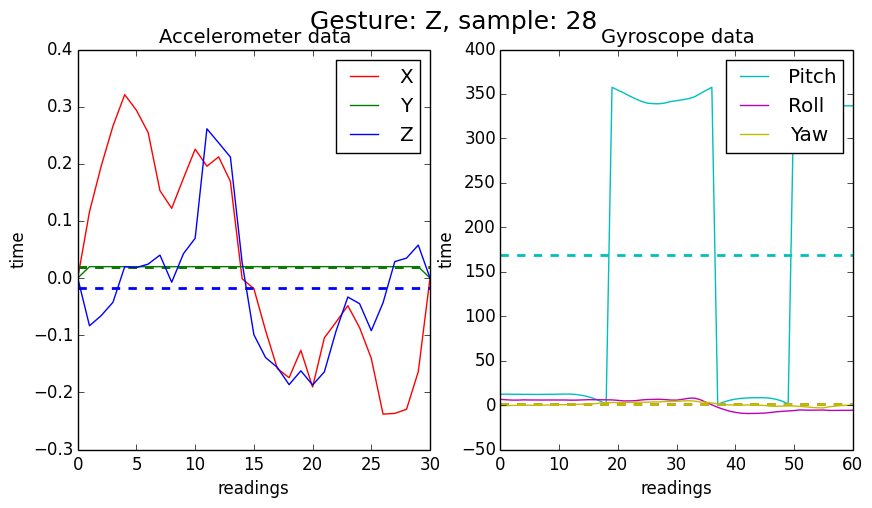 Gesture: Z, sample: 28
Accelerometer data
0.4
0.3
0.2
0.1
0.0
−0.1
−0.2
−0.3
time
0
5
10
15
20
25
30
readings
X
Y
Z
Gyroscope data
400
350
300
250
200
150
100
50
0
−50
time
0
20
30
40
50
60
readings
Pitch
Roll
Yaw